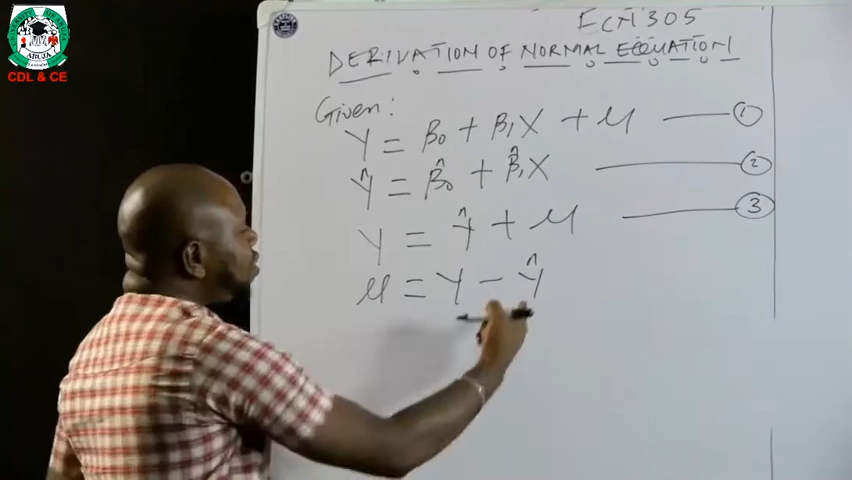 CDL & CE
ECN 305
DERIVATION OF NORMAL EQUATION
Given:
Y = β₀ + β₁X + μ ——— ①
Ŷ = β̂₀ + β̂₁X ——— ②
Y = Ŷ + μ ——— ③
μ = Y - Ŷ